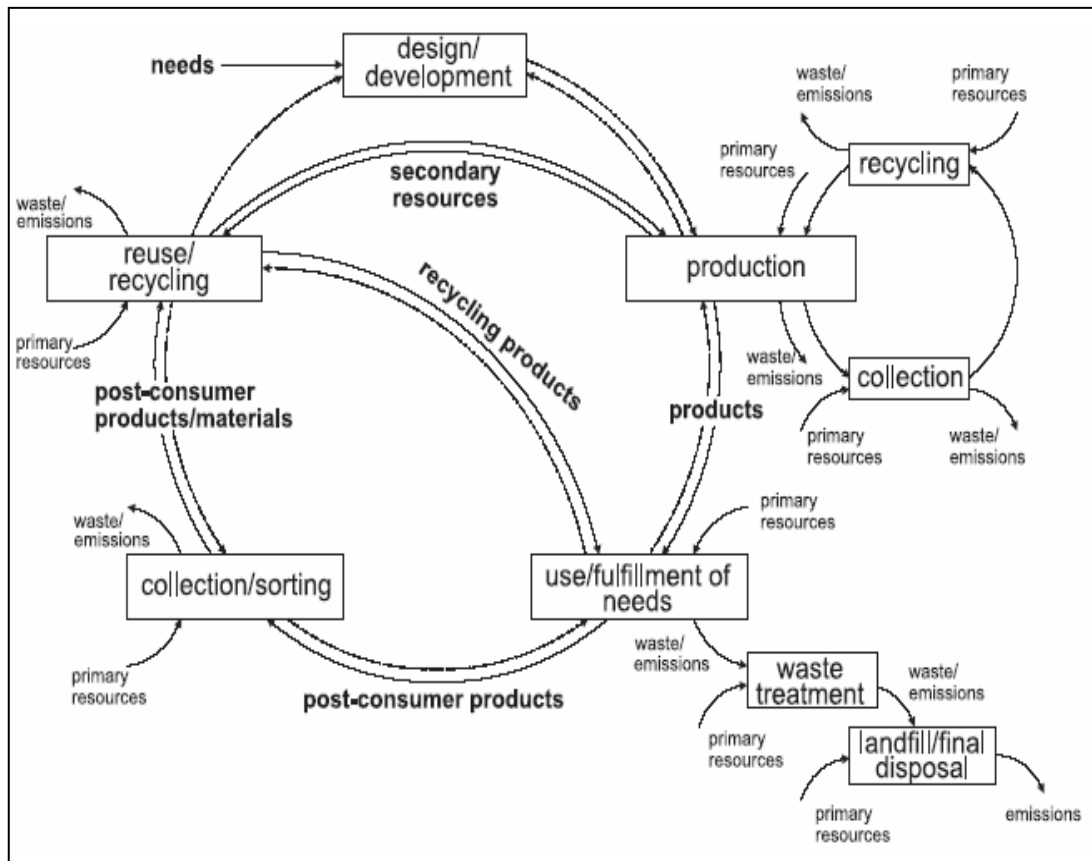 design/
development
needs
waste/
emissions
primary
resources
primary
resources
recycling
secondary
resources
waste/
emissions
reuse/
recycling
production
recycling products
primary
resources
waste/
emissions
collection
post-consumer
products/materials
products
primary
resources
waste/
emissions
primary
resources
waste/
emissions
collection/sorting
use/fulfillment of
needs
primary
resources
waste/
emissions
waste
treatment
waste/
emissions
post-consumer products
primary
resources
landfill/final
disposal
primary
resources
emissions